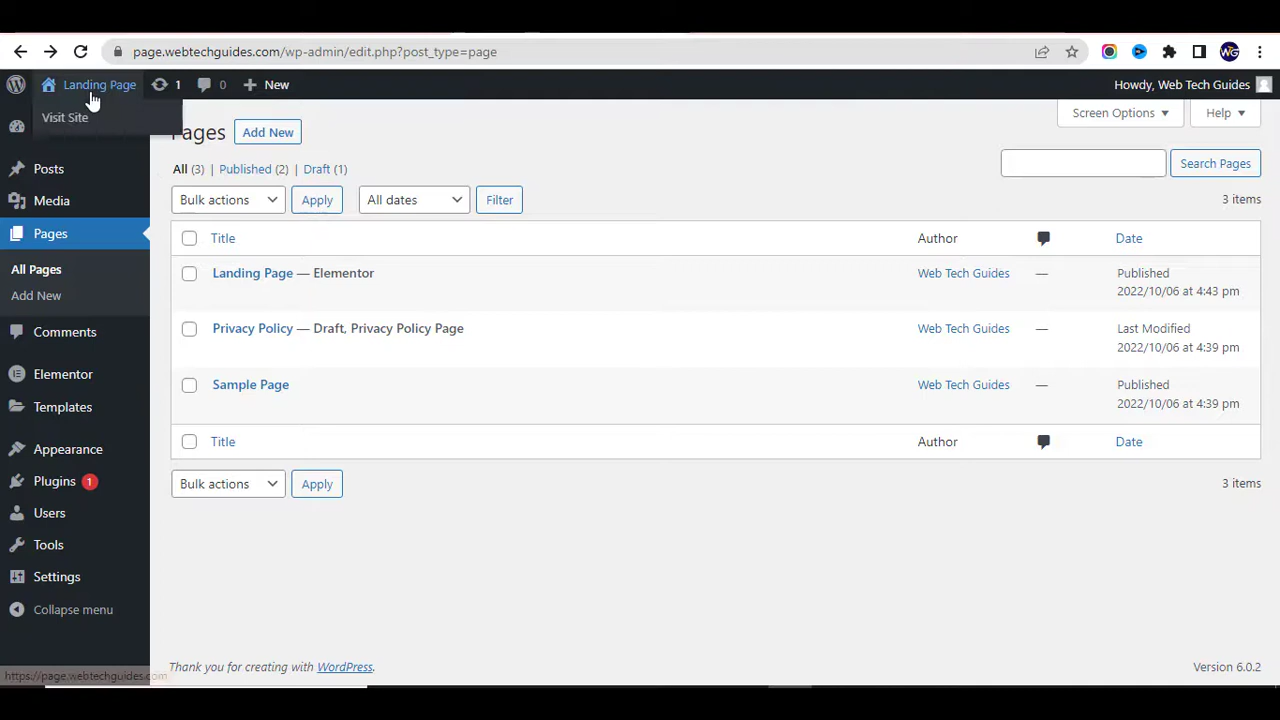 page.webtechguides.com/wp-admin/edit.php?post_type=page
Landing Page 1 0 New Howdy, Web Tech Guides
Visit Site
Screen Options Help
Pages Add New
Posts
Media
Pages
All Pages
Add New
Comments
Elementor
Templates
Appearance
Plugins 1
Users
Tools
Settings
Collapse menu
All (3) | Published (2) | Draft (1)
Search Pages
Bulk actions Apply All dates Filter 3 items
Title Author Date
Landing Page — Elementor Web Tech Guides — Published
2022/10/06 at 4:43 pm
Privacy Policy — Draft, Privacy Policy Page Web Tech Guides — Last Modified
2022/10/06 at 4:39 pm
Sample Page Web Tech Guides — Published
2022/10/06 at 4:39 pm
Title Author Date
Bulk actions Apply 3 items
Thank you for creating with WordPress. Version 6.0.2
https://page.webtechguides.com